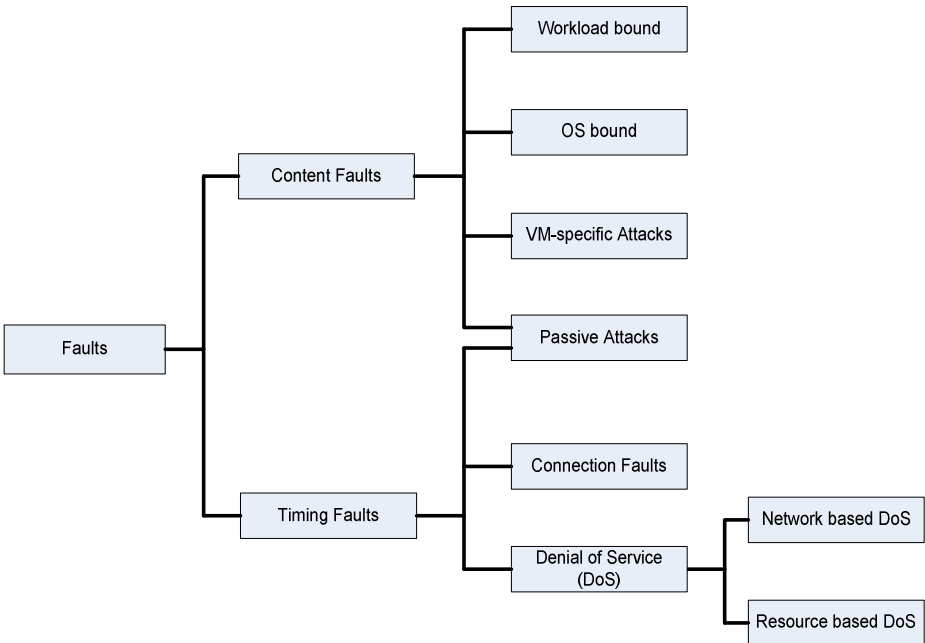 Workload bound
OS bound
Content Faults
VM-specific Attacks
Faults
Passive Attacks
Connection Faults
Timing Faults
Network based DoS
Denial of Service
(DoS)
Resource based DoS